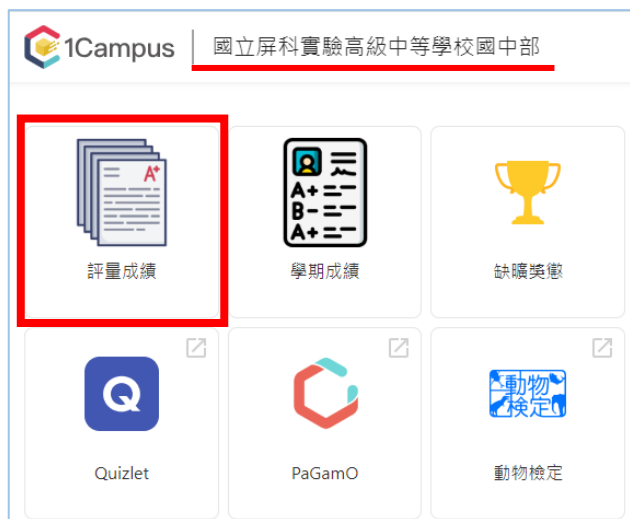 1Campus 國立屏科實驗高級中等學校國中部
A+
A+
B-
A+
評量成績 學期成績 缺曠獎懲
Q
動物
検定
Quizlet PaGamO 動物檢定